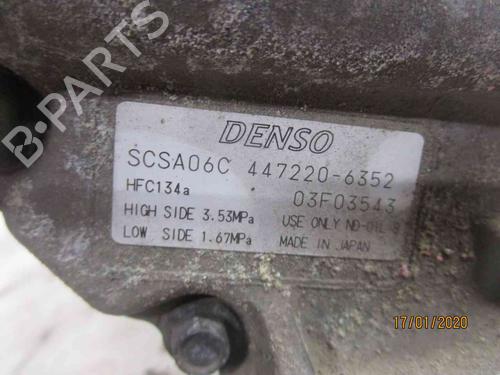 DENSO
SCSA06C 447220-6352
HFC134a 03F03543
HIGH SIDE 3.53MPa USE ONLY ND-OIL 8
LOW SIDE 1.67MPa MADE IN JAPAN
17/01/2020
B-PARTS